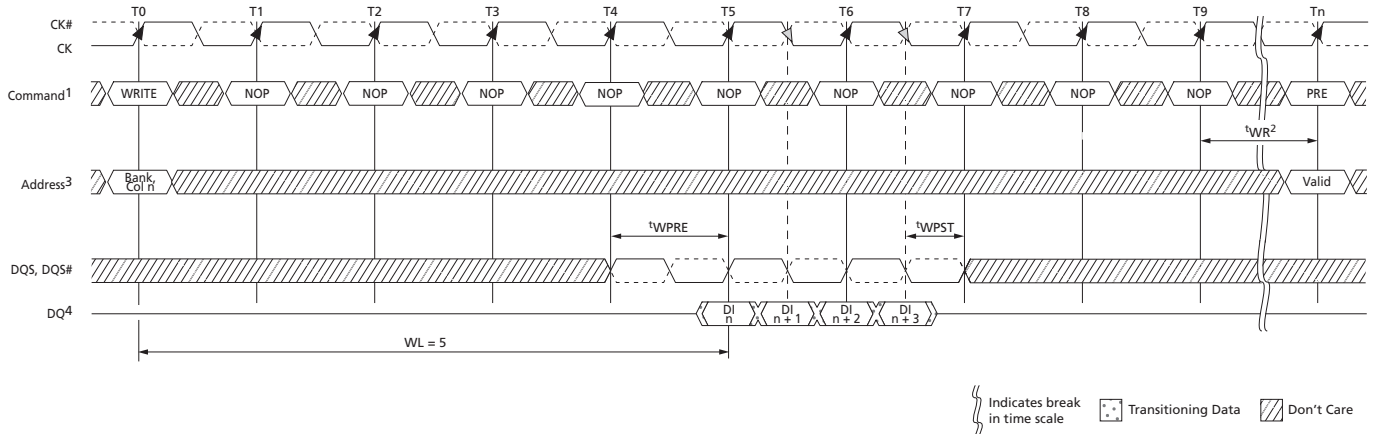 T0 T1 T2 T3 T4 T5 T6 T7 T8 T9 Tn
CK#
CK
Command1 WRITE NOP NOP NOP NOP NOP NOP NOP NOP NOP PRE
tWR2
Address3 Bank, Col n Valid
tWPRE tWPST
DQS, DQS#
DQ4 DI n DI n + 1 DI n + 2 DI n + 3
WL = 5
Indicates break
in time scale
Transitioning Data
Don't Care